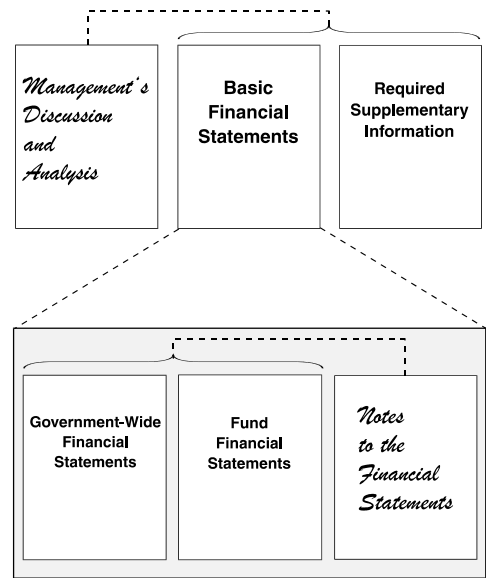 Management's
Discussion
and
Analysis
Basic
Financial
Statements
Required
Supplementary
Information
Government-Wide
Financial
Statements
Fund
Financial
Statements
Notes
to the
Financial
Statements